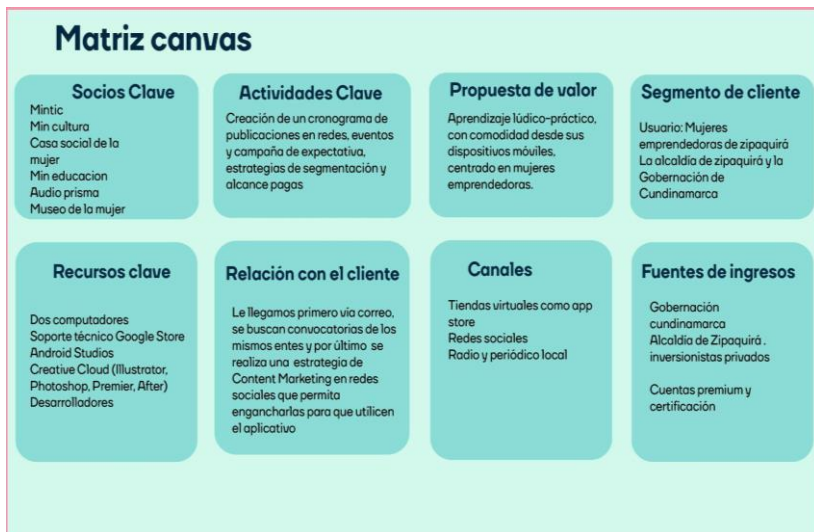 Matriz canvas
Socios Clave
Mintic
Min cultura
Casa social de la
mujer
Min educacion
Audio prisma
Museo de la mujer
Actividades Clave
Creación de un cronograma de
publicaciones en redes, eventos
y campaña de expectativa,
estrategias de segmentación y
alcance pagas
Propuesta de valor
Aprendizaje lúdico-práctico,
con comodidad desde sus
dispositivos móviles,
centrado en mujeres
emprendedoras.
Segmento de cliente
Usuario: Mujeres
emprendedoras de zipaquirá
La alcaldía de zipaquirá y la
Gobernación de
Cundinamarca
Recursos clave
Dos computadores
Soporte técnico Google Store
Android Studios
Creative Cloud (Illustrator,
Photoshop, Premier, After)
Desarrolladores
Relación con el cliente
Le llegamos primero vía correo,
se buscan convocatorias de los
mismos entes y por último se
realiza una estrategia de
Content Marketing en redes
sociales que permita
engancharlas para que utilicen
el aplicativo
Canales
Tiendas virtuales como app
store
Redes sociales
Radio y periódico local
Fuentes de ingresos
Gobernación
cundinamarca
Alcaldía de Zipaquirá .
inversionistas privados
Cuentas premium y
certificación